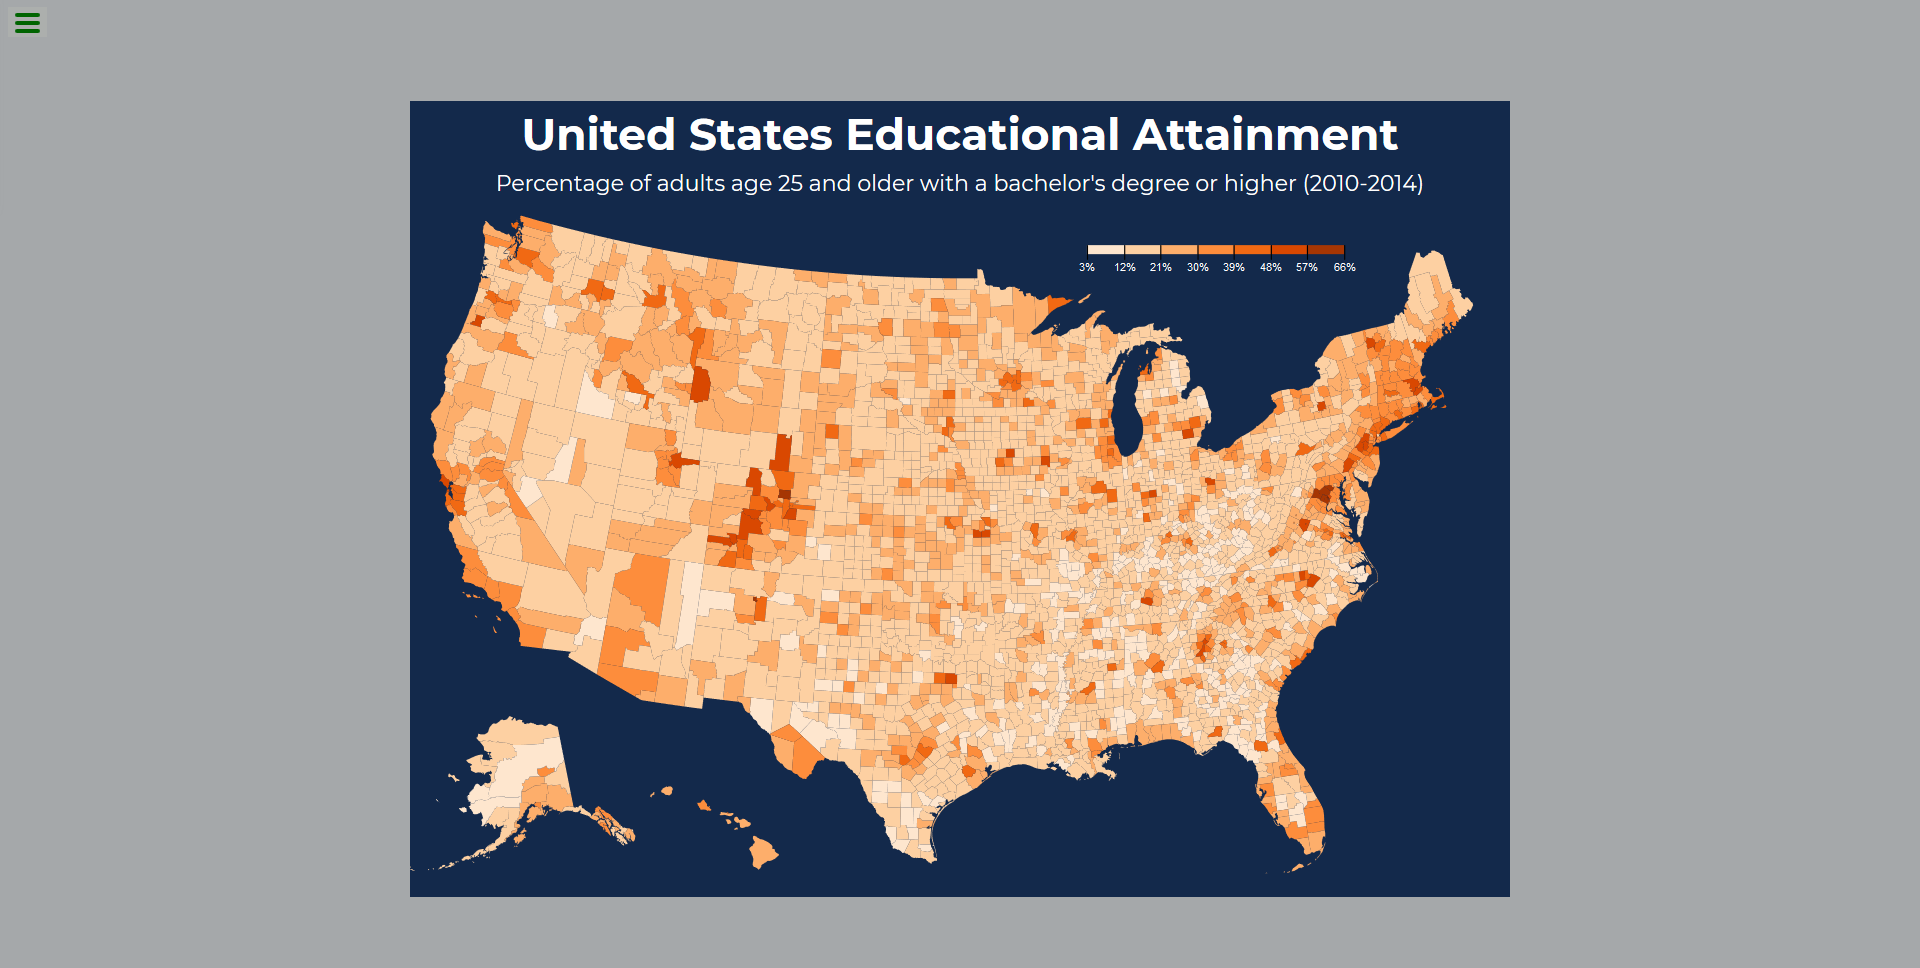 United States Educational Attainment
Percentage of adults age 25 and older with a bachelor's degree or higher (2010-2014)
3% 12% 21% 30% 39% 48% 57% 66%